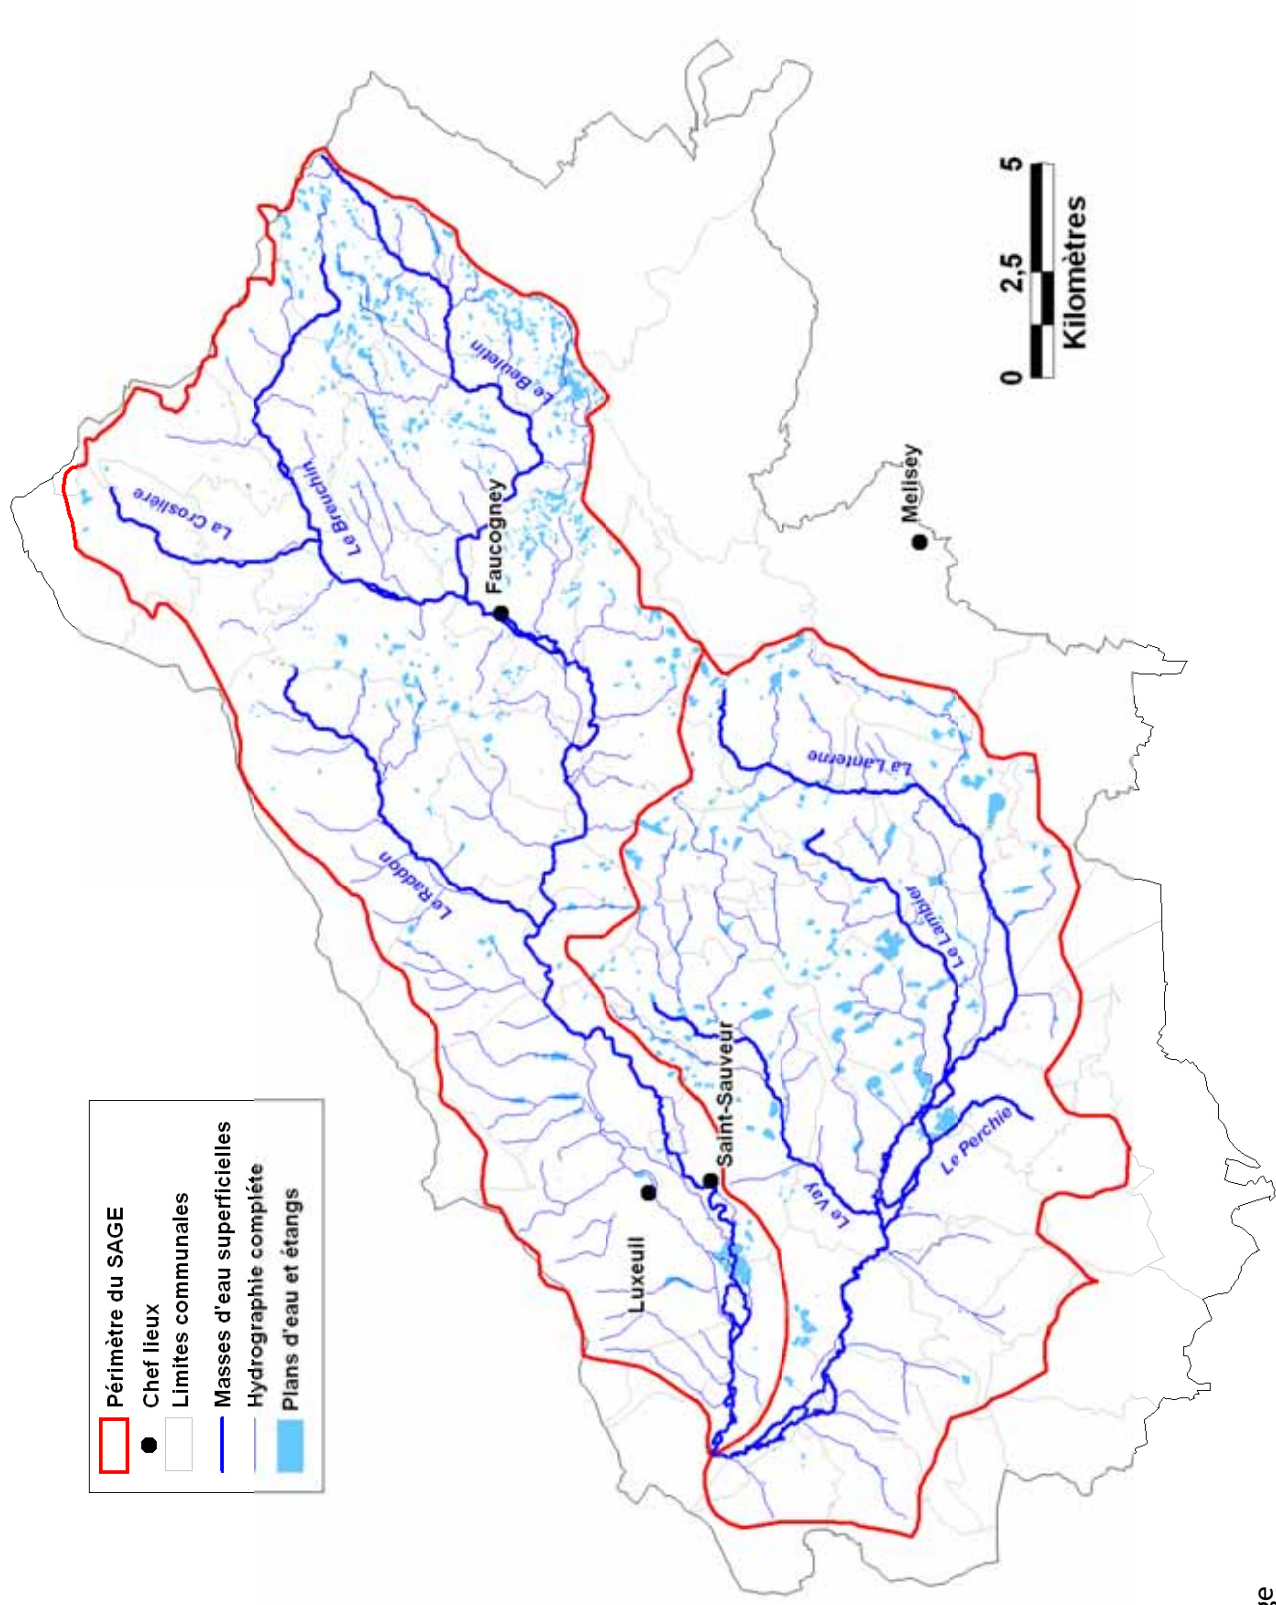 Périmètre du SAGE
Chef lieux
Limites communales
Masses d'eau superficielles
Hydrographie complète
Plans d'eau et étangs
La Croslière
Le Breuchin
Le Beuletin
Faucogney
Le Raddon
Luxeuil
Saint-Sauveur
La Lanterne
Le Lambier
Le Vay
Le Perchie
Melisey
0 2,5 5
Kilomètres
ge